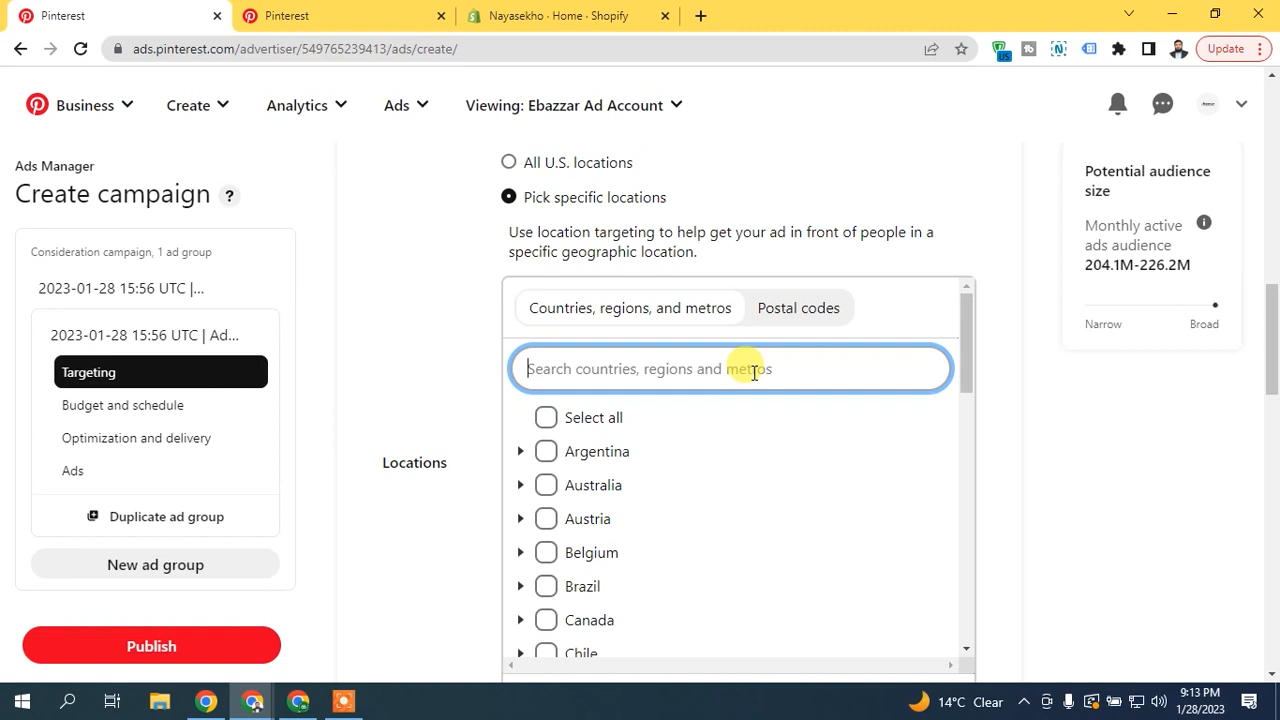 Pinterest
Pinterest
Nayasekho · Home · Shopify
ads.pinterest.com/advertiser/549765239413/ads/create/
US
Update
Business
Create
Analytics
Ads
Viewing: Ebazzar Ad Account
Ads Manager
Create campaign
?
Consideration campaign, 1 ad group
2023-01-28 15:56 UTC |...
2023-01-28 15:56 UTC | Ad...
Targeting
Budget and schedule
Optimization and delivery
Ads
Duplicate ad group
New ad group
Publish
All U.S. locations
Pick specific locations
Use location targeting to help get your ad in front of people in a
specific geographic location.
Locations
Countries, regions, and metros
Postal codes
Search countries, regions and metros
Select all
Argentina
Australia
Austria
Belgium
Brazil
Canada
Chile
Potential audience
size
Monthly active
ads audience
204.1M-226.2M
Narrow
Broad
14°C Clear
9:13 PM
1/28/2023